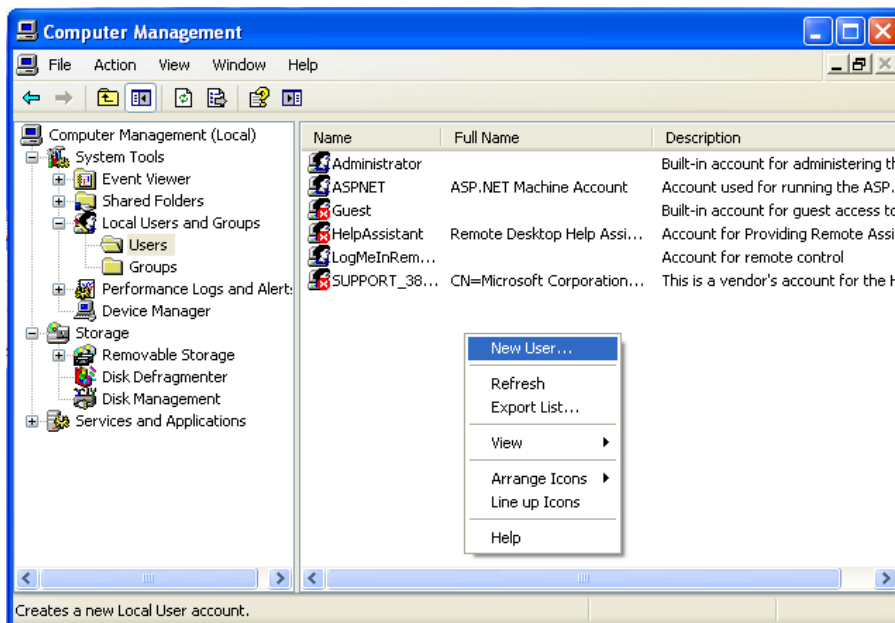 Computer Management
File Action View Window Help
Computer Management (Local)
System Tools
Event Viewer
Shared Folders
Local Users and Groups
Users
Groups
Performance Logs and Alert:
Device Manager
Storage
Removable Storage
Disk Defragmenter
Disk Management
Services and Applications
Name Full Name Description
Administrator Built-in account for administering th
ASPNET ASP.NET Machine Account Account used for running the ASP.
Guest Built-in account for guest access to
HelpAssistant Remote Desktop Help Assi... Account for Providing Remote Assi
LogMeInRem... Account for remote control
SUPPORT_38... CN=Microsoft Corporation... This is a vendor's account for the H
New User...
Refresh
Export List...
View
Arrange Icons
Line up Icons
Help
Creates a new Local User account.